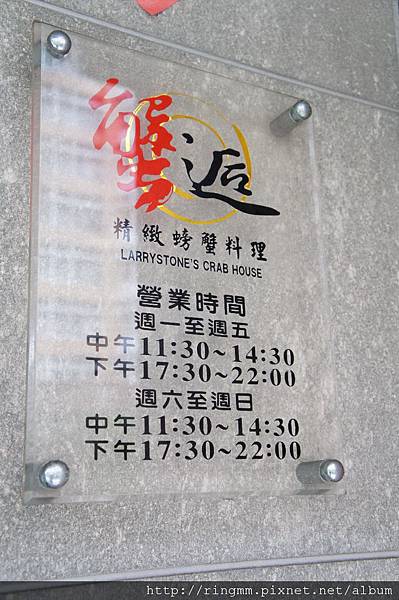 蟹逅
精緻螃蟹料理
LARRYSTONE'S CRAB HOUSE
營業時間
週一至週五
中午11:30~14:30
下午17:30~22:00
週六至週日
中午11:30~14:30
下午17:30~22:00
http://ringmm.pixnet.net/album